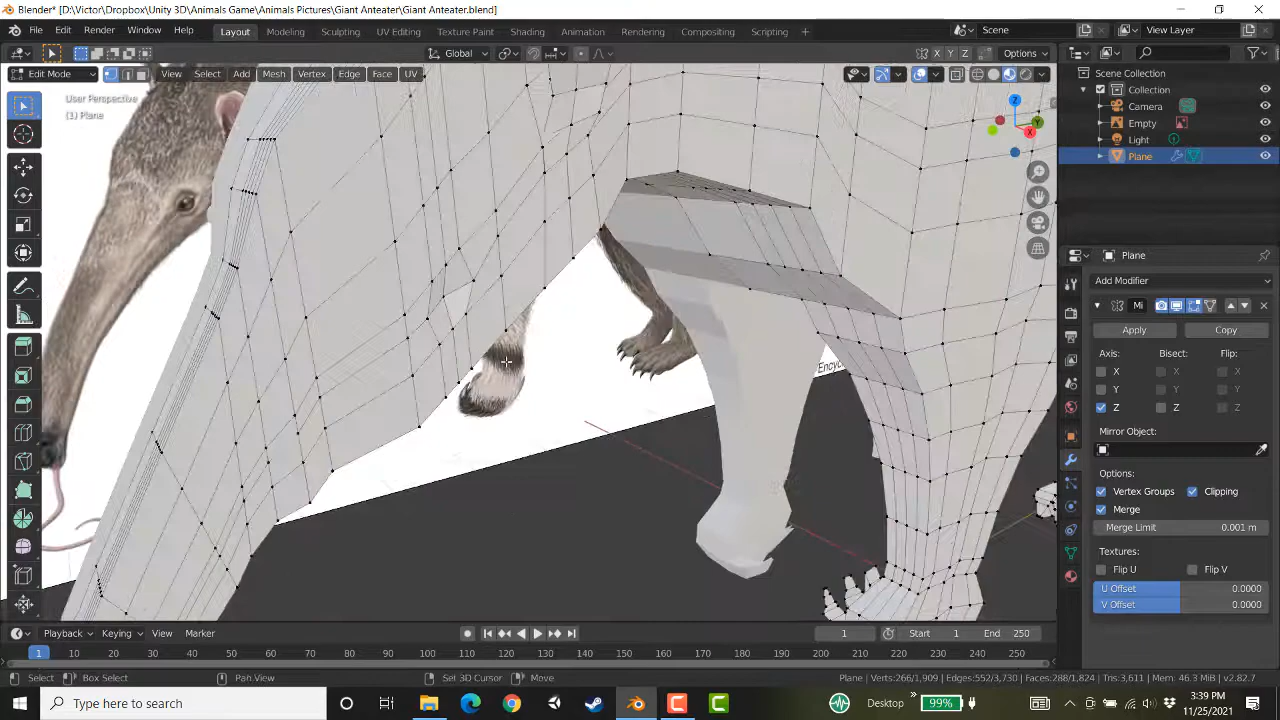 Blender* [D:\Victor\Dropbox\Unity 3D\Animals Game\Animals Pictures\Giant Anteater\Giant Anteater.blend]
File Edit Render Window Help Layout Modeling Sculpting UV Editing Texture Paint Shading Animation Rendering Compositing Scripting + Scene View Layer
Global X Y Z Options
Edit Mode View Select Add Mesh Vertex Edge Face UV
User Perspective
(1) Plane
Z
Y
X
Scene Collection
Collection
Camera
Empty
Light
Plane
Plane
Add Modifier
Mi
Apply Copy
Axis: Bisect: Flip:
X X X
Y Y Y
Z Z Z
Mirror Object:
Options:
Vertex Groups Clipping
Merge
Merge Limit 0.001 m
Textures:
Flip U Flip V
U Offset 0.0000
V Offset 0.0000
Playback Keying View Marker 1 Start 1 End 250
1 10 20 30 40 50 60 70 80 90 100 110 120 130 140 150 160 170 180 190 200 210 220 230 240 250
Select Box Select Pan View Set 3D Cursor Move Plane | Verts:266/1,909 | Edges:552/3,730 | Faces:288/1,824 | Tris:3,611 | Mem: 46.3 MiB | v2.82.7
Type here to search Desktop 99% 3:39 PM
11/25/2021